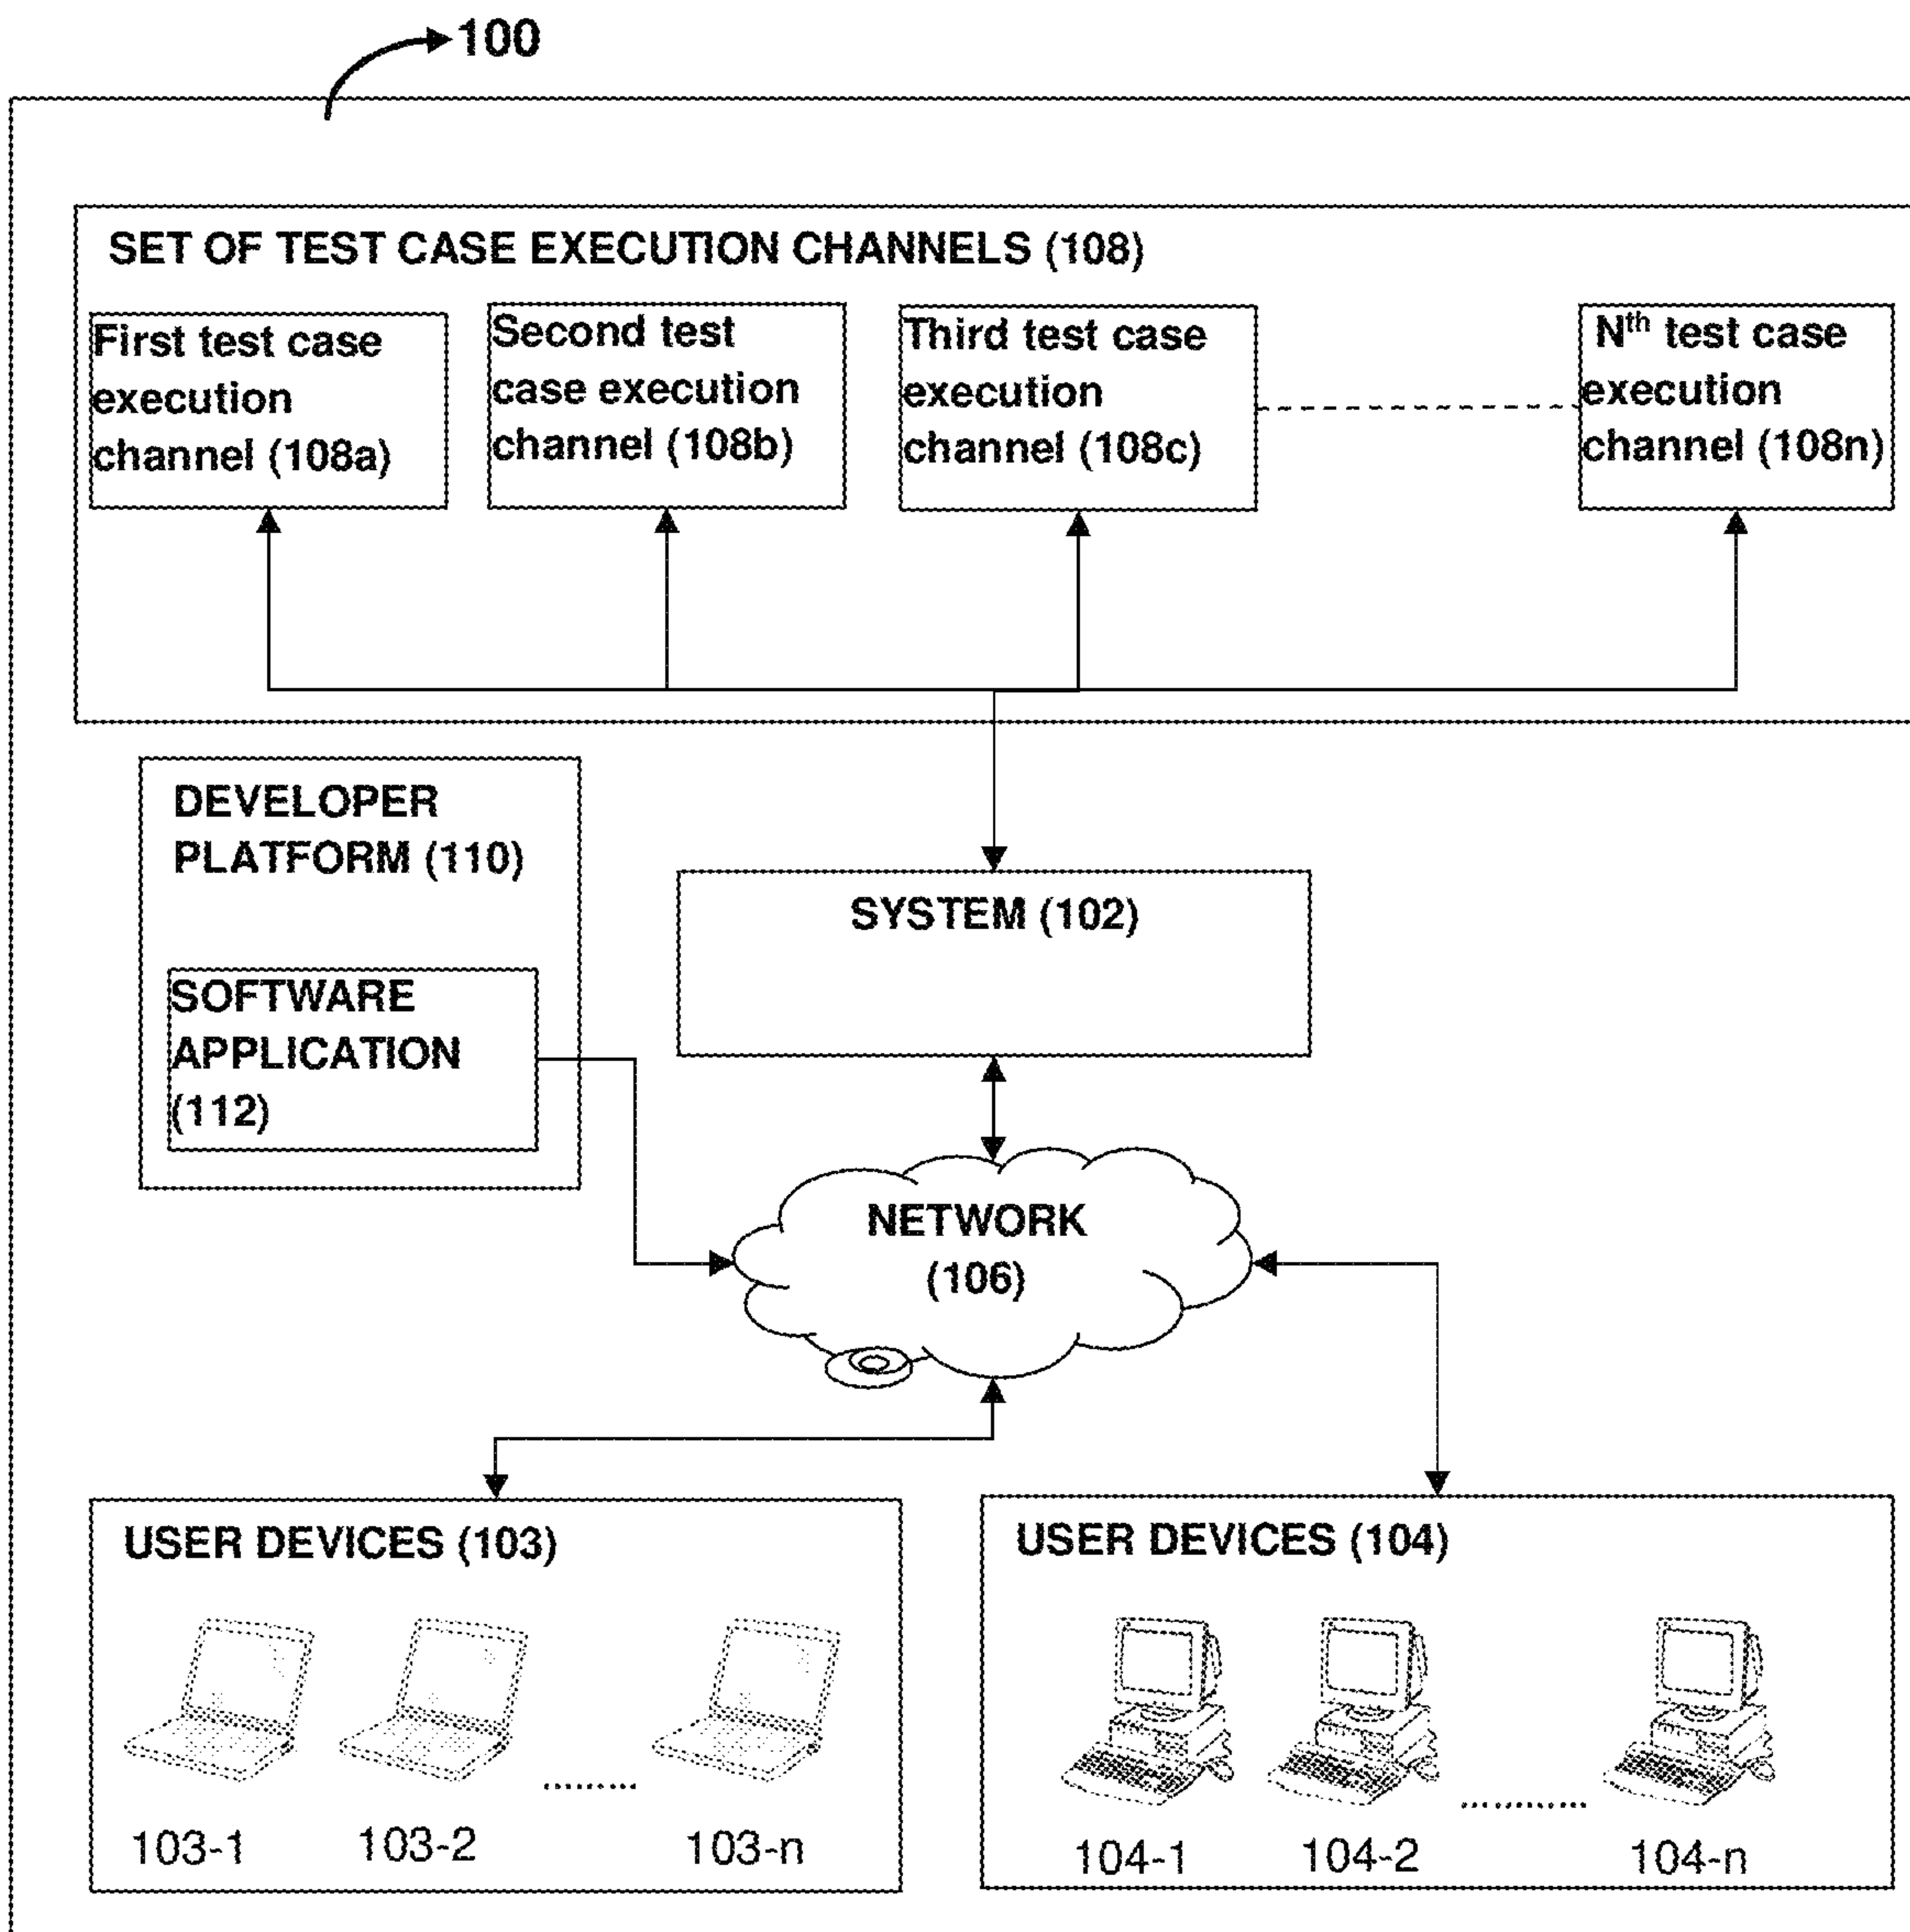 100
SET OF TEST CASE EXECUTION CHANNELS (108)
First test case
execution
channel (108a)
Second test
case execution
channel (108b)
Third test case
execution
channel (108c)
Nth test case
execution
channel (108n)
DEVELOPER
PLATFORM (110)
SOFTWARE
APPLICATION
(112)
SYSTEM (102)
NETWORK
(106)
USER DEVICES (103)
103-1
103-2
103-n
USER DEVICES (104)
104-1
104-2
104-n